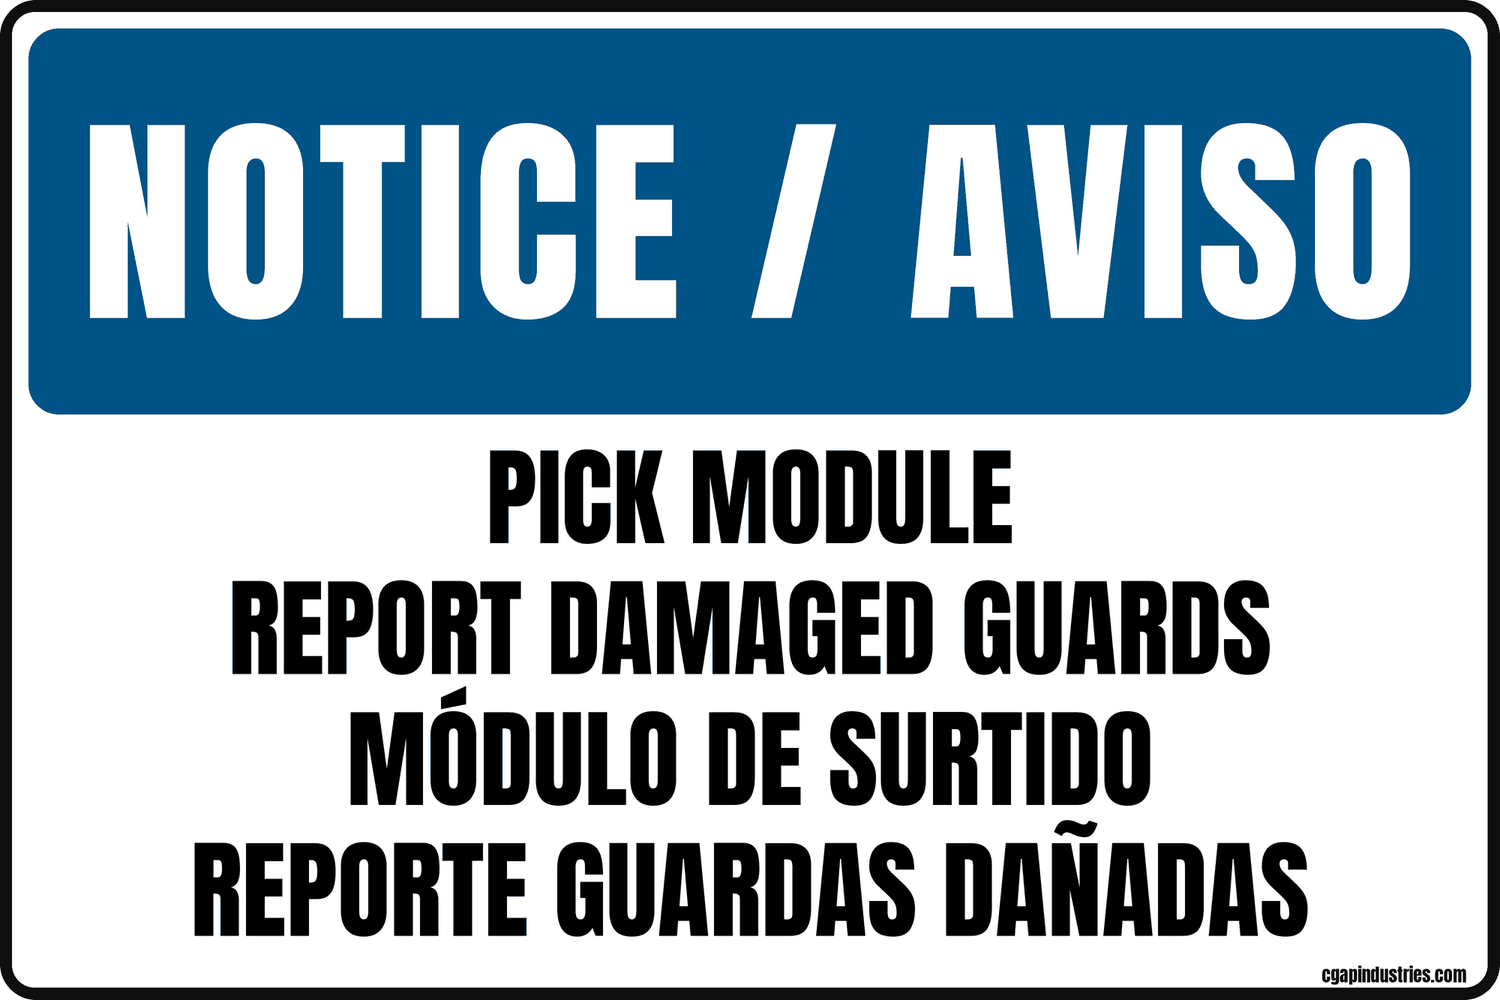 NOTICE / AVISO
PICK MODULE
REPORT DAMAGED GUARDS
MÓDULO DE SURTIDO
REPORTE GUARDAS DAÑADAS
cgapindustries.com